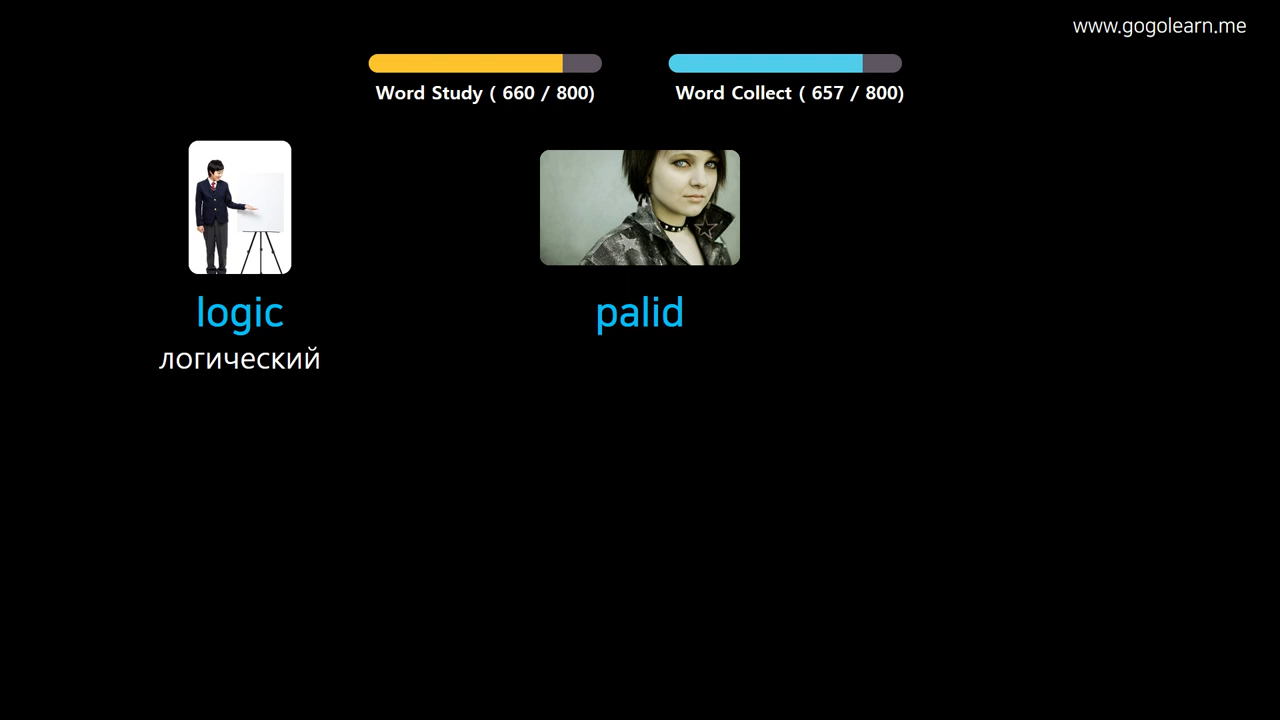 www.gogolearn.me
Word Study ( 660 / 800)
Word Collect ( 657 / 800)
logic
palid
логический